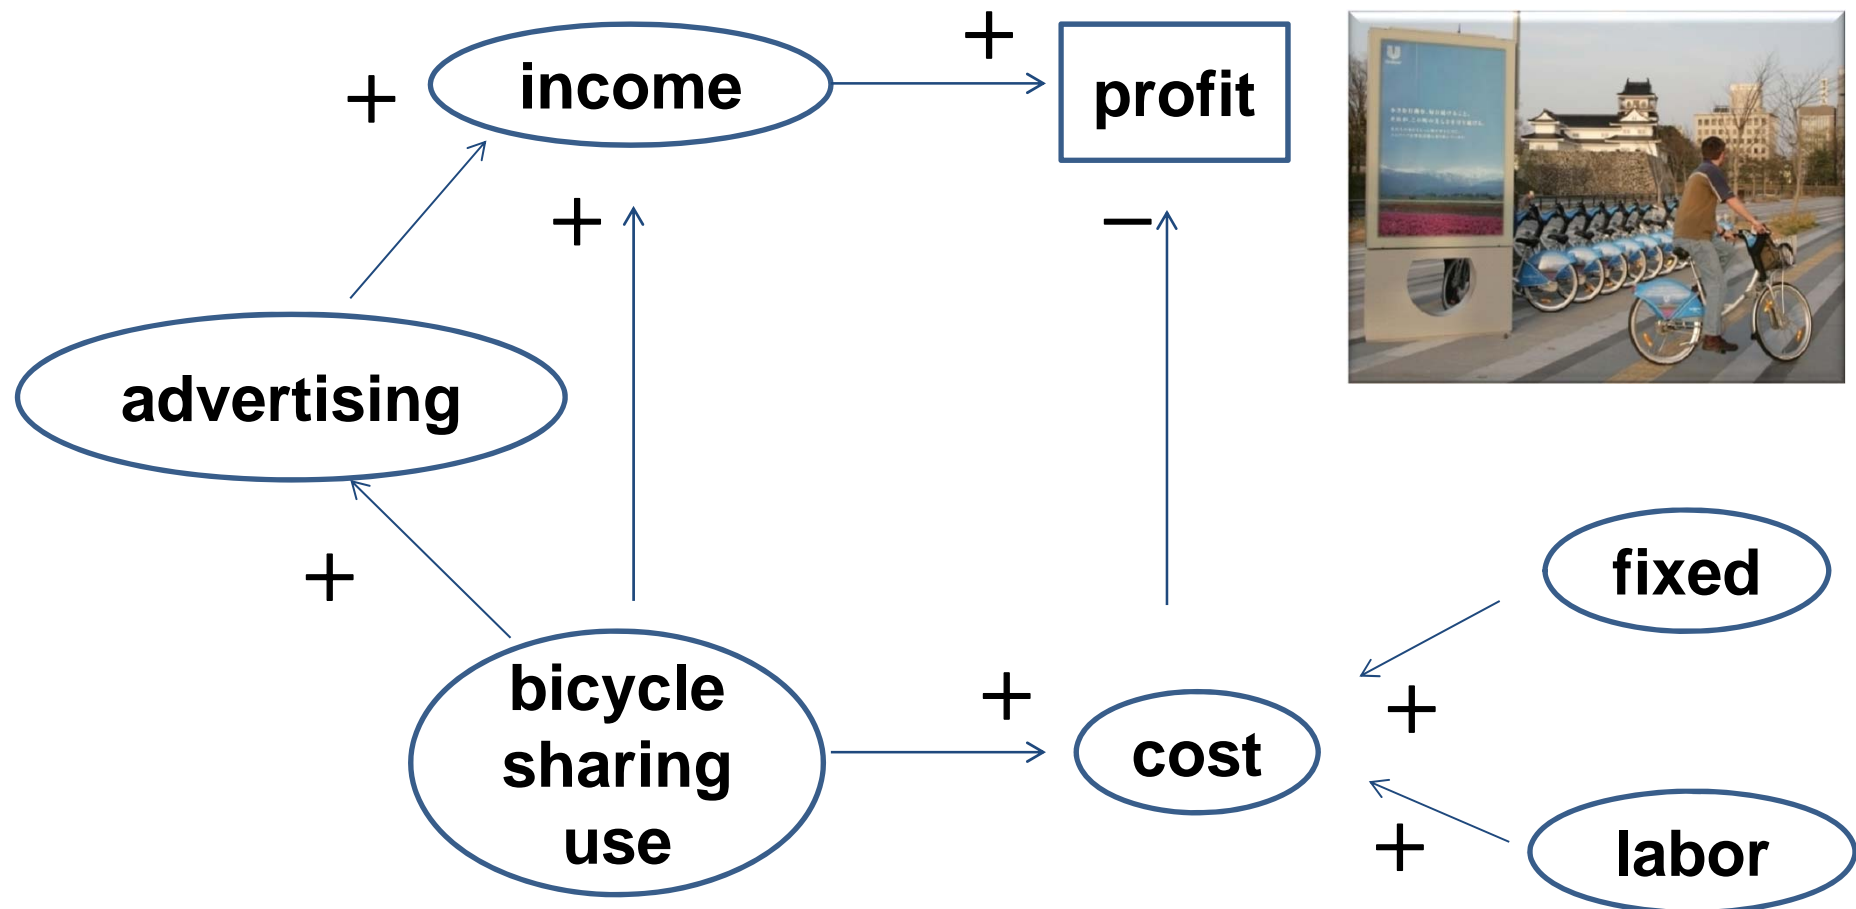 +
income
+
profit
+
−
advertising
+
fixed
bicycle
sharing
use
+
cost
+
+
labor